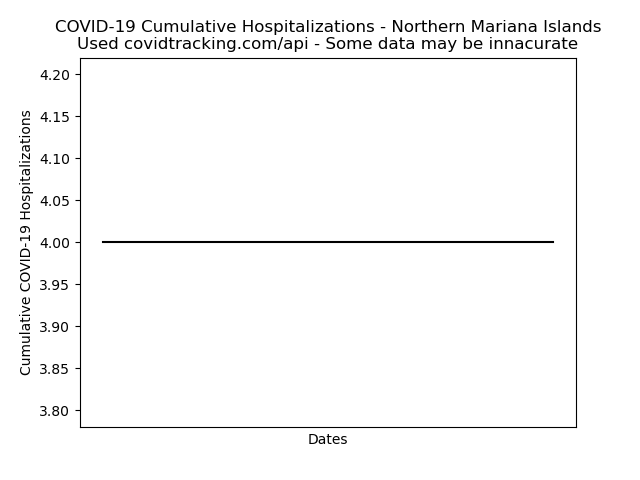 COVID-19 Cumulative Hospitalizations - Northern Mariana Islands
Used covidtracking.com/api - Some data may be innacurate
4.20
4.15
4.10
4.05
4.00
3.95
3.90
3.85
3.80
Cumulative COVID-19 Hospitalizations
Dates